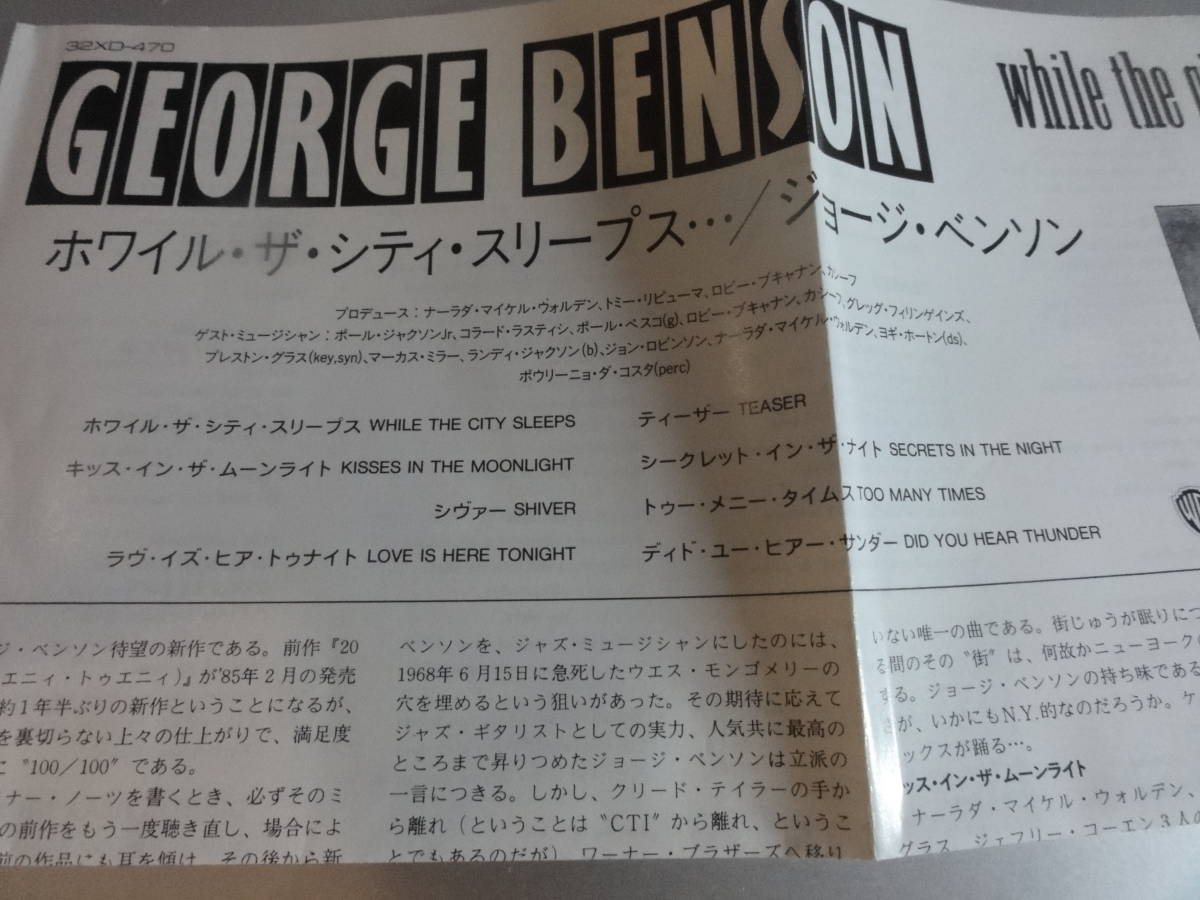 32XD-470
GEORGE BENSON
while the
ホワイル・ザ・シティ・スリープス…/ジョージ・ベンソン
プロデュース:ナーラダ・マイケル・ヴォルデン、トミー・リピューマ、ロビー・ブキャナン、カシーフ
ゲスト・ミュージシャン:ポール・ジャクソンJr、コラード・ラスティシ、ポール・ペスコ(g)、ロビー・ブキャナン、カシーフ、グレッグ・フィリンゲインズ、
プレストン・グラス(key,syn)、マーカス・ミラー、ランディ・ジャクソン(b)、ジョン・ロビンソン、ナーラダ・マイケル・ウォルデン、ヨギ・ホートン(ds)、
ポウリーニョ・ダ・コスタ(perc)
ホワイル・ザ・シティ・スリープス WHILE THE CITY SLEEPS
キッス・イン・ザ・ムーンライト KISSES IN THE MOONLIGHT
シヴァー SHIVER
ラヴ・イズ・ヒア・トゥナイト LOVE IS HERE TONIGHT
ティーザー TEASER
シークレット・イン・ザ・ナイト SECRETS IN THE NIGHT
トゥー・メニー・タイムス TOO MANY TIMES
ディド・ユー・ヒアー・サンダー DID YOU HEAR THUNDER
ジ・ベンソン待望の新作である。前作『20
エニィ・トゥエニィ)』が'85年2月の発売
約1年半ぶりの新作ということになるが、
を裏切らない上々の仕上がりで、満足度
に〝100/100〞である。
ナー・ノーツを書くとき、必ずそのミ
の前作をもう一度聴き直し、場合によ
前の作品にも耳を傾け、その後から新
ベンソンを、ジャズ・ミュージシャンにしたのには、
1968年6月15日に急死したウエス・モンゴメリーの
穴を埋めるという狙いがあった。その期待に応えて
ジャズ・ギタリストとしての実力、人気共に最高の
ところまで昇りつめたジョージ・ベンソンは立派の
一言につきる。しかし、クリード・テイラーの手か
ら離れ(ということは〝CTI〞から離れ、というこ
とでもあるのだが)、ワーナー・ブラザーズへ移り
いない唯一の曲である。街じゅうが眠りにつ
る間のその〝街〞は、何故かニューヨーク
する。ジョージ・ベンソンの持ち味である
さが、いかにもN.Y.的なのだろうか。ケ
ックスが踊る…。
ッス・イン・ザ・ムーンライト
ナーラダ・マイケル・ウォルデン、
グラス、ジェフリー・コーエン3人の